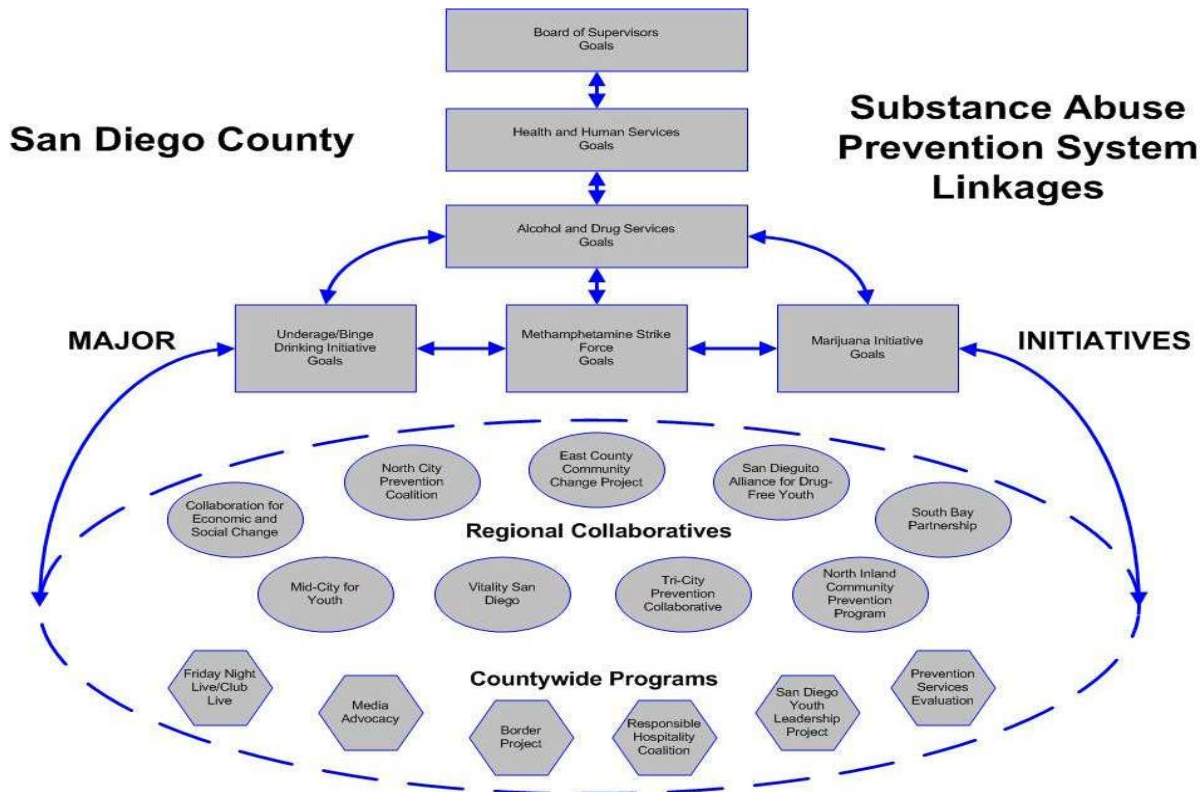 Board of Supervisors
Goals
San Diego County
Health and Human Services
Goals
Substance Abuse
Prevention System
Linkages
Alcohol and Drug Services
Goals
MAJOR
Underage/Binge
Drinking Initiative
Goals
Methamphetamine Strike
Force
Goals
Marijuana Initiative
Goals
INITIATIVES
Collaboration for
Economic and
Social Change
North City
Prevention
Coalition
East County
Community
Change Project
San Dieguito
Alliance for Drug-
Free Youth
South Bay
Partnership
Regional Collaboratives
Mid-City for
Youth
Vitality San
Diego
Tri-City
Prevention
Collaborative
North Inland
Community
Prevention
Program
Countywide Programs
Friday Night
Live/Club
Live
Media
Advocacy
Border
Project
Responsible
Hospitality
Coalition
San Diego
Youth
Leadership
Project
Prevention
Services
Evaluation